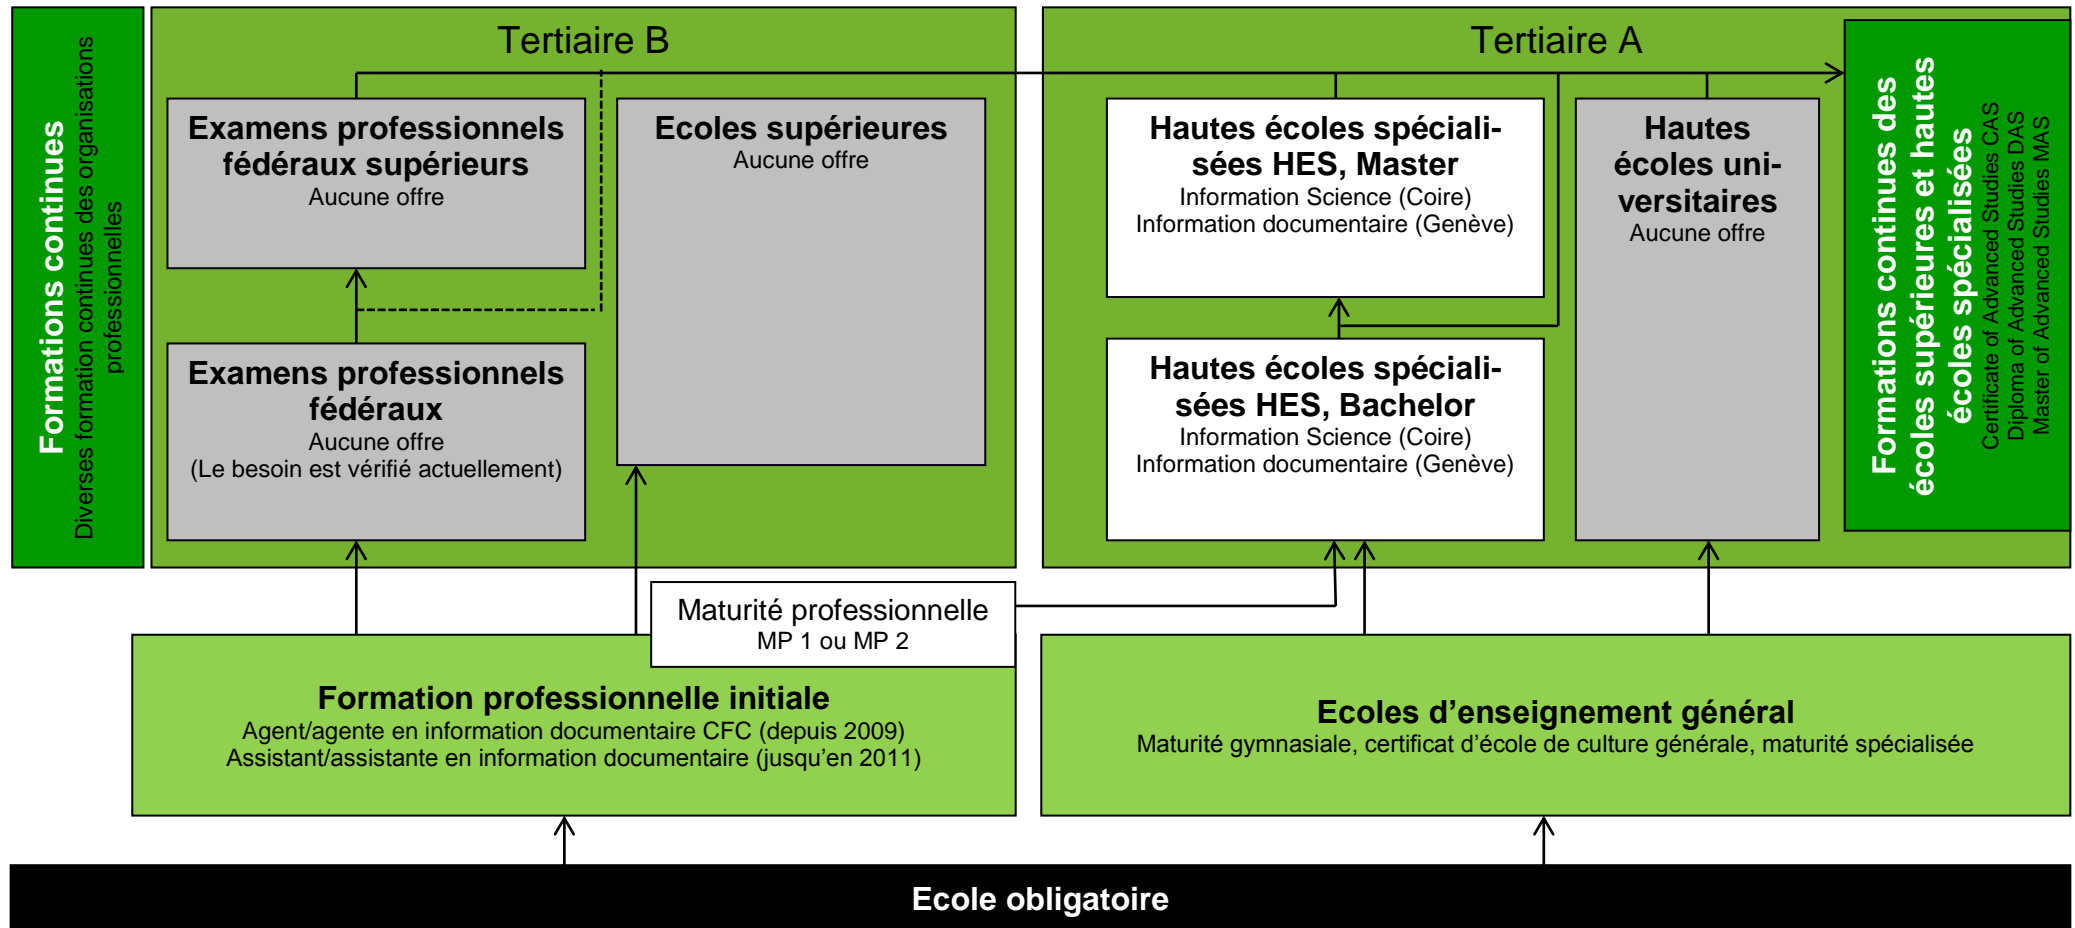 Formations continues
Diverses formation continues des organisations
professionnelles
Tertiaire B
Examens professionnels
fédéraux supérieurs
Aucune offre
Ecoles supérieures
Aucune offre
Examens professionnels
fédéraux
Aucune offre
(Le besoin est vérifié actuellement)
Tertiaire A
Hautes écoles spéciali-
sées HES, Master
Information Science (Coire)
Information documentaire (Genève)
Hautes
écoles uni-
versitaires
Aucune offre
Hautes écoles spéciali-
sées HES, Bachelor
Information Science (Coire)
Information documentaire (Genève)
Formations continues des
écoles supérieures et hautes
écoles spécialisées
Certificate of Advanced Studies CAS
Diploma of Advanced Studies DAS
Master of Advanced Studies MAS
Maturité professionnelle
MP 1 ou MP 2
Formation professionnelle initiale
Agent/agente en information documentaire CFC (depuis 2009)
Assistant/assistante en information documentaire (jusqu’en 2011)
Ecoles d’enseignement général
Maturité gymnasiale, certificat d’école de culture générale, maturité spécialisée
Ecole obligatoire